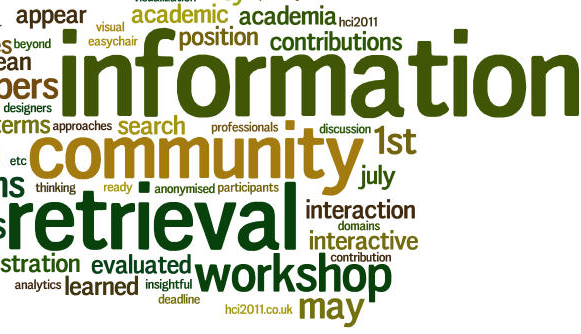 appear
academic
academia
hci2011
visual
beyond
easychair
position
contributions
information
designers
terms
approaches
search
professionals
discussion
1st
etc
community
july
thinking
ready
anonymised
participants
retrieval
interaction
domains
interactive
contribution
stration
evaluated
workshop
analytics
learned
insightful
deadline
hci2011.co.uk
may